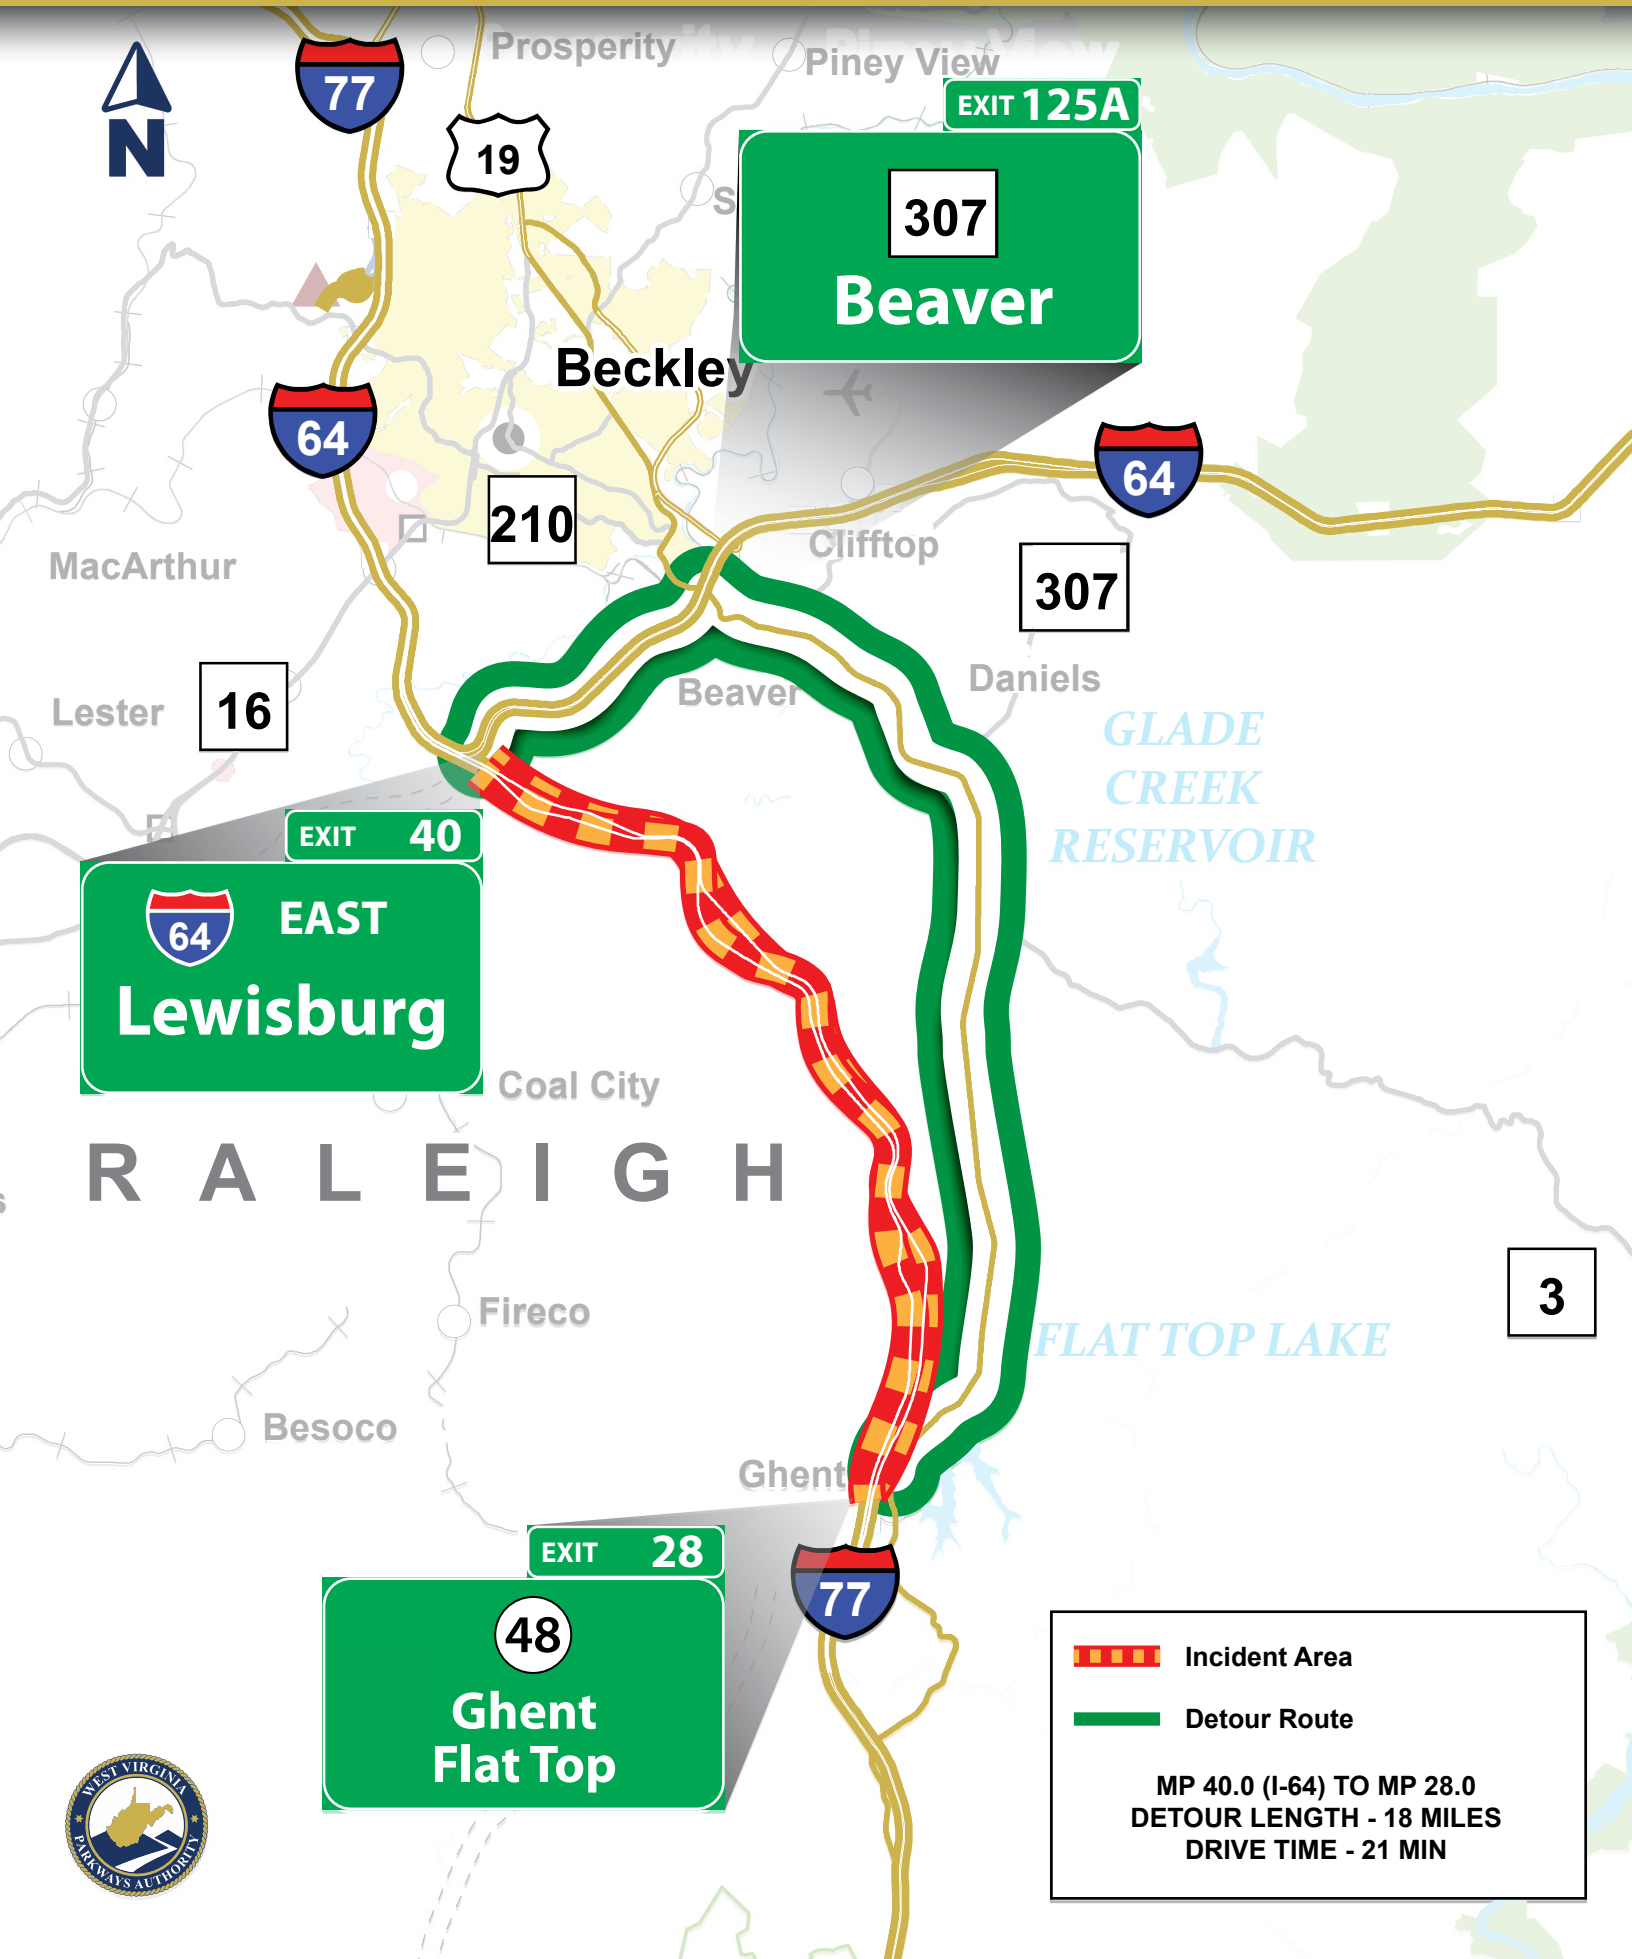 Prosperity
Piney View
77
EXIT 125A
N
19
307
Beaver
Beckley
64
64
210
Clifftop
MacArthur
307
Daniels
Beaver
16
Lester
GLADE
CREEK
RESERVOIR
EXIT 40
64 EAST
Lewisburg
Coal City
RALEIGH
3
Fireco
FLAT TOP LAKE
Besoco
Ghent
EXIT 28
77
48
Ghent
Flat Top
Incident Area
Detour Route
MP 40.0 (I-64) TO MP 28.0
DETOUR LENGTH - 18 MILES
DRIVE TIME - 21 MIN
WEST VIRGINIA
PARKWAYS AUTHORITY